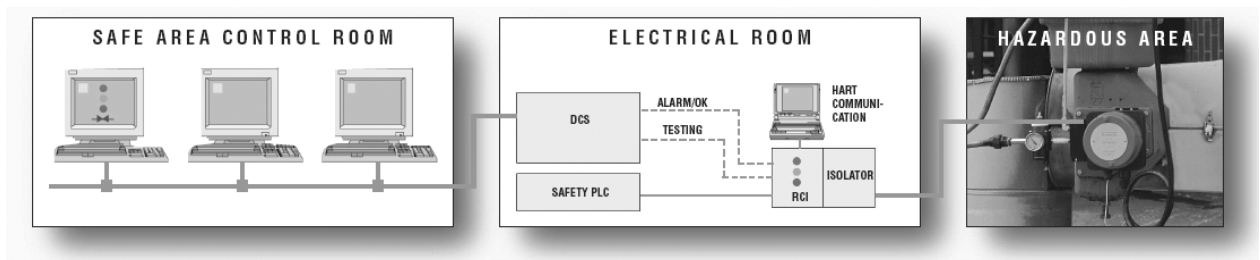 SAFE AREA CONTROL ROOM
ELECTRICAL ROOM
HAZARDOUS AREA
DCS
ALARM/OK
TESTING
HART
COMMUNI-
CATION
SAFETY PLC
RCI
ISOLATOR